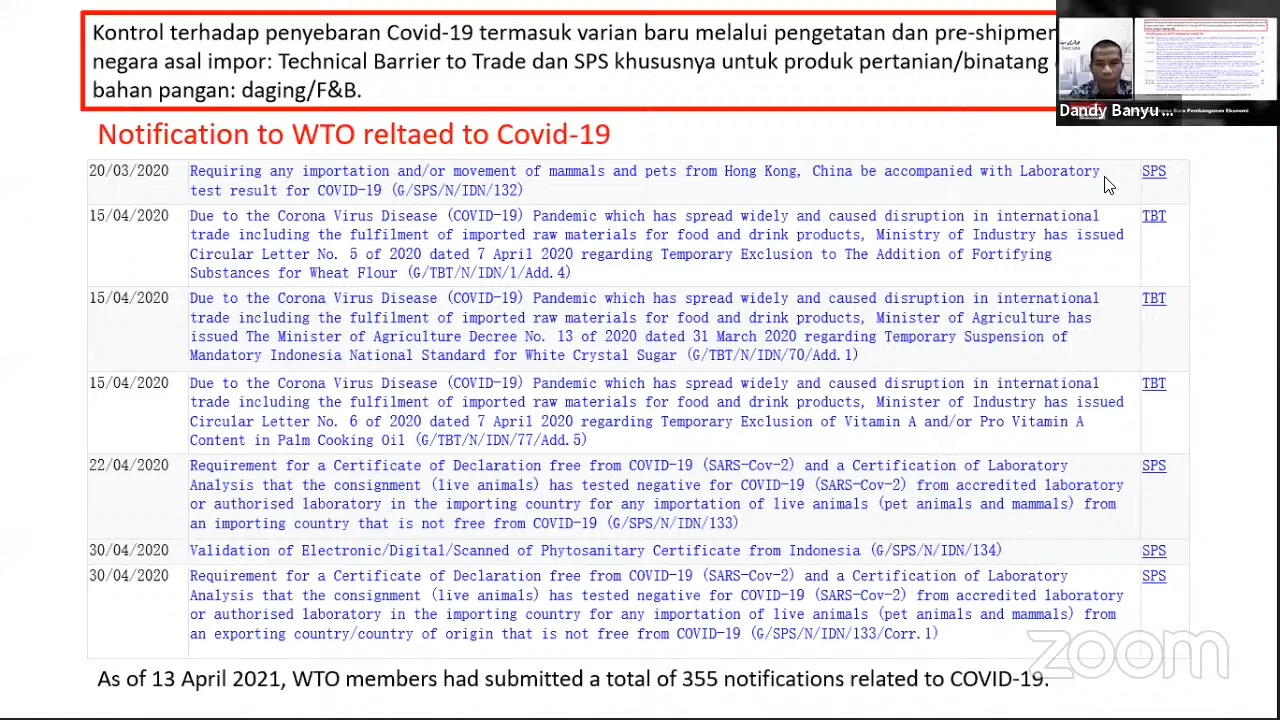 Kontrol terhadap penyebaran Covid-19 termasuk varian baru malalui pengetatan dan pre-shipmer
negara asal impor: Technical Barrier to Trade dan SPS khususnya untuk produk pertanian/binatang
bahan pangan: daging/F&B.
Dandy Banyu ...
Notification to WTO reltaed to Covid-19
20/03/2020 Requiring any importation and/or movement of mammals and pets from Hong Kong, China be accompanied with Laboratory SPS
test result for COVID-19 (G/SPS/N/IDN/132)
15/04/2020 Due to the Corona Virus Disease (COVID-19) Pandemic which has spread widely and caused disruption in international TBT
trade including the fulfilment of imported raw materials for food and drink products, Ministry of Industry has issued
Circular Letter No. 5 of 2020 dated 7 April 2020 regarding Temporary Exclusion to The Addition of Fortifying
Substances for Wheat Flour (G/TBT/N/IDN/1/Add.4)
15/04/2020 Due to the Corona Virus Disease (COVID-19) Pandemic which has spread widely and caused disruption in international TBT
trade including the fulfilment of imported raw materials for food and drink products, Minister of Agriculture has
issued The Minister of Agriculture Decree No. 13 of 2020 dated 31 March 2020 regarding Temporary Suspension of
Mandatory Indonesia National Standard for White Crystal Sugar (G/TBT/N/IDN/70/Add.1)
15/04/2020 Due to the Corona Virus Disease (COVID-19) Pandemic which has spread widely and caused disruption in international TBT
trade including the fulfilment of imported raw materials for food and drink products, Minister of Industry has issued
Circular Letter No. 6 of 2020 dated 7 April 2020 regarding Temporary Exclusion of Vitamin A and/or Pro Vitamin A
Content in Palm Cooking Oil (G/TBT/N/IDN/77/Add.5)
22/04/2020 Requirement for a Certificate of Declaration free from COVID-19 (SARS-Cov-2) and a Certification of Laboratory SPS
Analysis that the consignment (live animals) has tested negative for COVID-19 (SARS-Cov-2) from accredited laboratory
or authorised laboratory in the importing country for any importation of live animals (pet animals and mammals) from
an importing country that is not free from COVID-19 (G/SPS/N/IDN/133)
30/04/2020 Validation of Electronic/Digital/Scanned of Phytosanitary Certificate from Indonesia (G/SPS/N/IDN/134) SPS
30/04/2020 Requirement for a Certificate of Declaration free from COVID-19 (SARS-Cov-2) and a Certification of Laboratory SPS
Analysis that the consignment (live animals) has tested negative for COVID-19 (SARS-Cov-2) from accredited laboratory
or authorised laboratory in the importing country for any importation of live animals (pet animals and mammals) from
an exporting country/country of origin that is not free from COVID-19 (G/SPS/N/IDN/133/Corr.1)
zoom
As of 13 April 2021, WTO members had submitted a total of 355 notifications related to COVID-19.